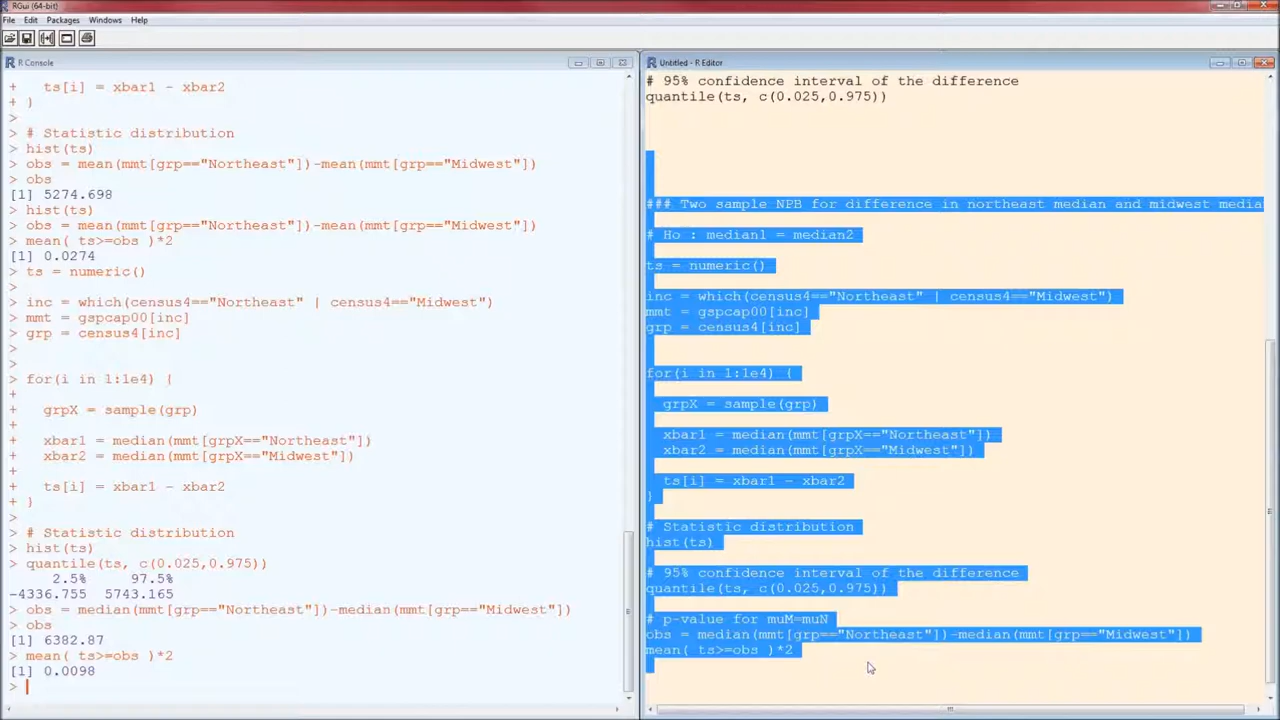 RGui (64-bit)
File Edit Packages Windows Help
R Console
+    ts[i] = xbar1 - xbar2
+ )
>
> # Statistic distribution
> hist(ts)
> obs = mean(mmt[grp=="Northeast"])-mean(mmt[grp=="Midwest"])
> obs
[1] 5274.698
> hist(ts)
> obs = mean(mmt[grp=="Northeast"])-mean(mmt[grp=="Midwest"])
> mean( ts>=obs )*2
[1] 0.0274
> ts = numeric()
>
> inc = which(census4=="Northeast" | census4=="Midwest")
> mmt = gspcap00[inc]
> grp = census4[inc]
>
>
> for(i in 1:1e4) {
+
+    grpX = sample(grp)
+
+    xbar1 = median(mmt[grpX=="Northeast"])
+    xbar2 = median(mmt[grpX=="Midwest"])
+
+    ts[i] = xbar1 - xbar2
+ }
>
> # Statistic distribution
> hist(ts)
> quantile(ts, c(0.025,0.975))
2.5%     97.5%
-4336.755  5743.165
> obs = median(mmt[grp=="Northeast"])-median(mmt[grp=="Midwest"])
> obs
[1] 6382.87
> mean( ts>=obs )*2
[1] 0.0098
>
Untitled - R Editor
# 95% confidence interval of the difference
quantile(ts, c(0.025,0.975))
### Two sample NPB for difference in northeast median and midwest media
# Ho : median1 = median2
ts = numeric()
inc = which(census4=="Northeast" | census4=="Midwest")
mmt = gspcap00[inc]
grp = census4[inc]
for(i in 1:1e4) {
grpX = sample(grp)
xbar1 = median(mmt[grpX=="Northeast"])
xbar2 = median(mmt[grpX=="Midwest"])
ts[i] = xbar1 - xbar2
}
# Statistic distribution
hist(ts)
# 95% confidence interval of the difference
quantile(ts, c(0.025,0.975))
# p-value for muM=muN
obs = median(mmt[grp=="Northeast"])-median(mmt[grp=="Midwest"])
mean( ts>=obs )*2